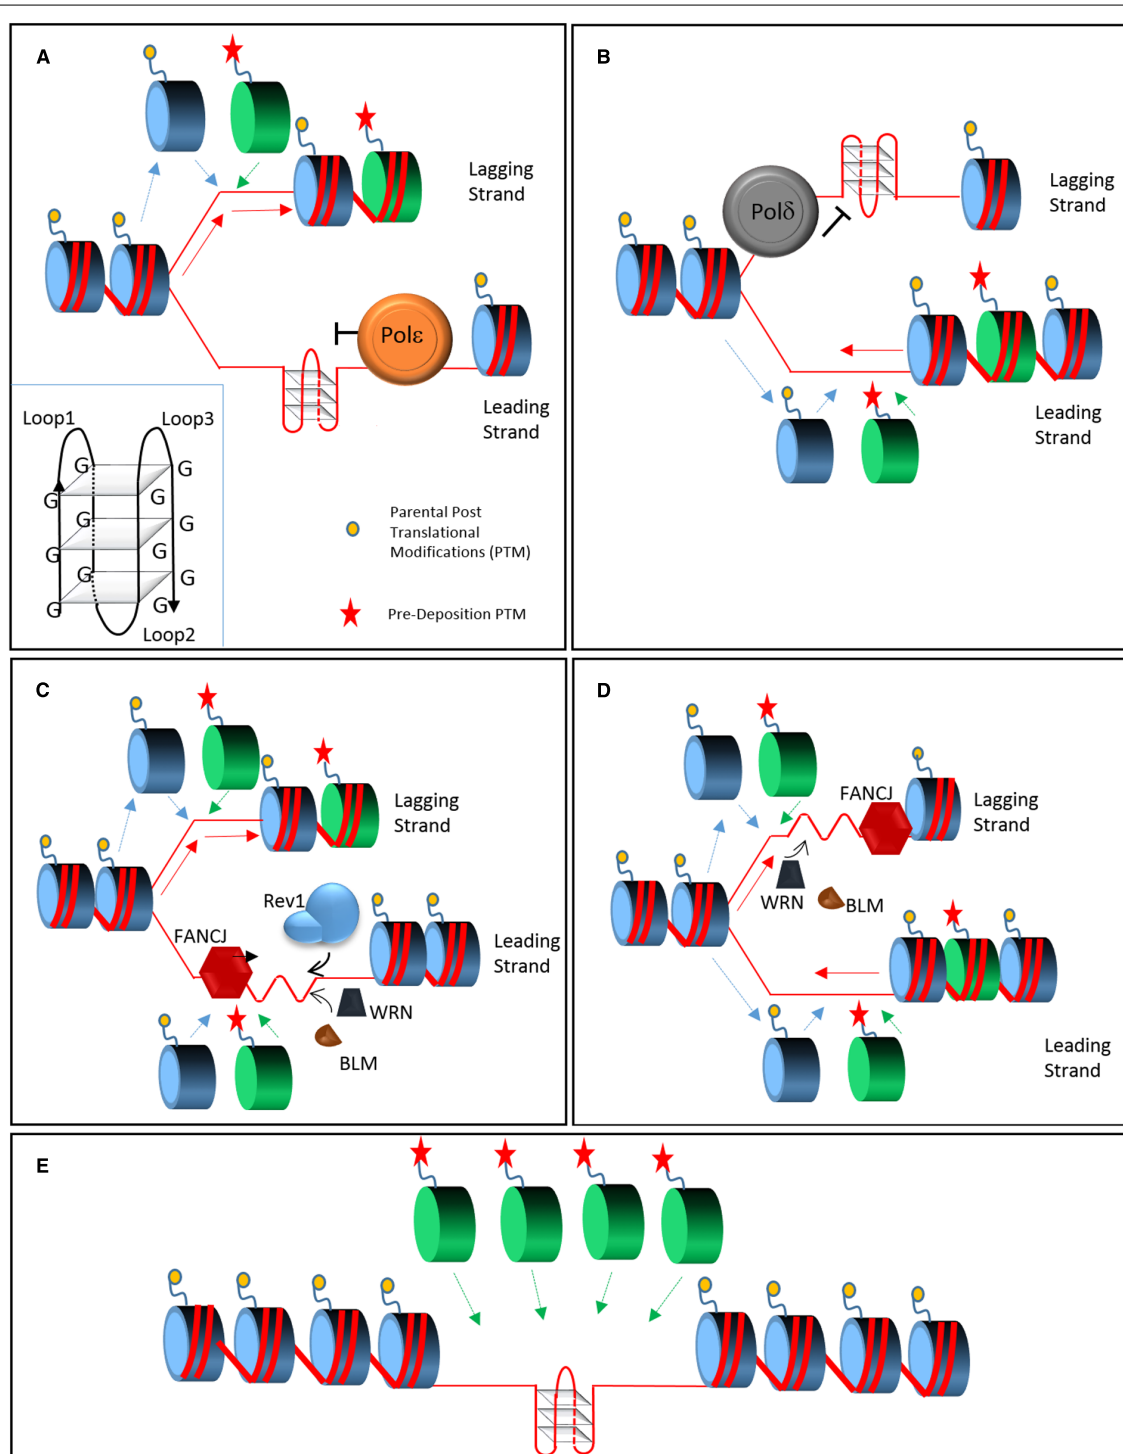 A
Lagging
Strand
Polε
Leading
Strand
Loop1
Loop3
G
G
G
G
G
G
G
G
G
G
G
G
Loop2
Parental Post
Translational
Modifications (PTM)
Pre-Deposition PTM
B
Polδ
Lagging
Strand
Leading
Strand
C
Lagging
Strand
Rev1
FANCJ
Leading
Strand
WRN
BLM
D
FANCJ
Lagging
Strand
WRN
BLM
Leading
Strand
E